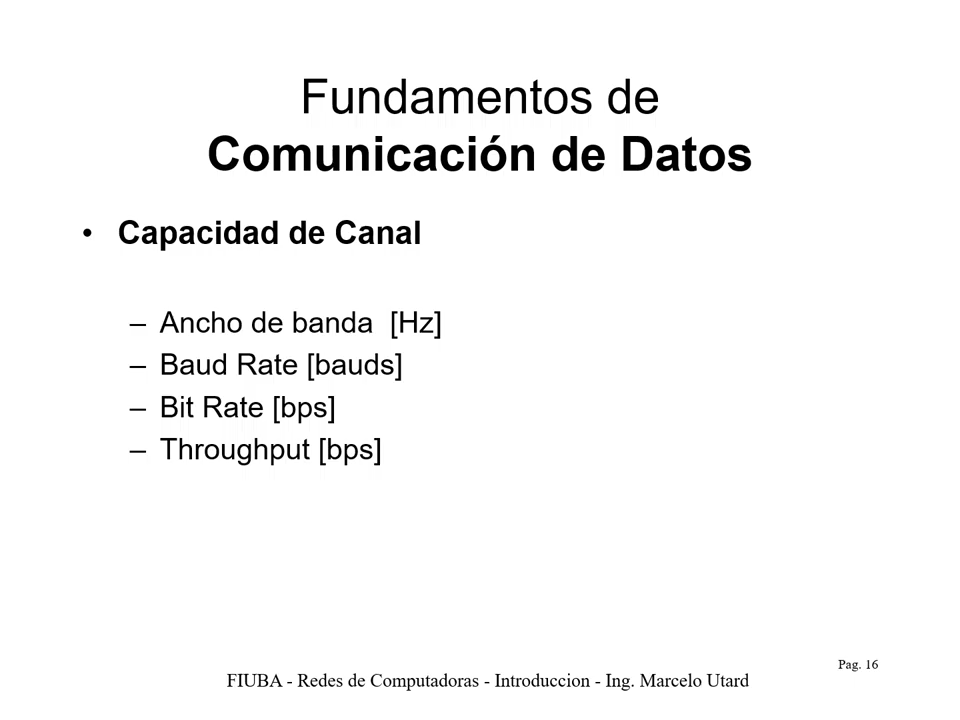 Fundamentos de
Comunicación de Datos
• Capacidad de Canal
– Ancho de banda [Hz]
– Baud Rate [bauds]
– Bit Rate [bps]
– Throughput [bps]
Pag. 16
FIUBA - Redes de Computadoras - Introduccion - Ing. Marcelo Utard